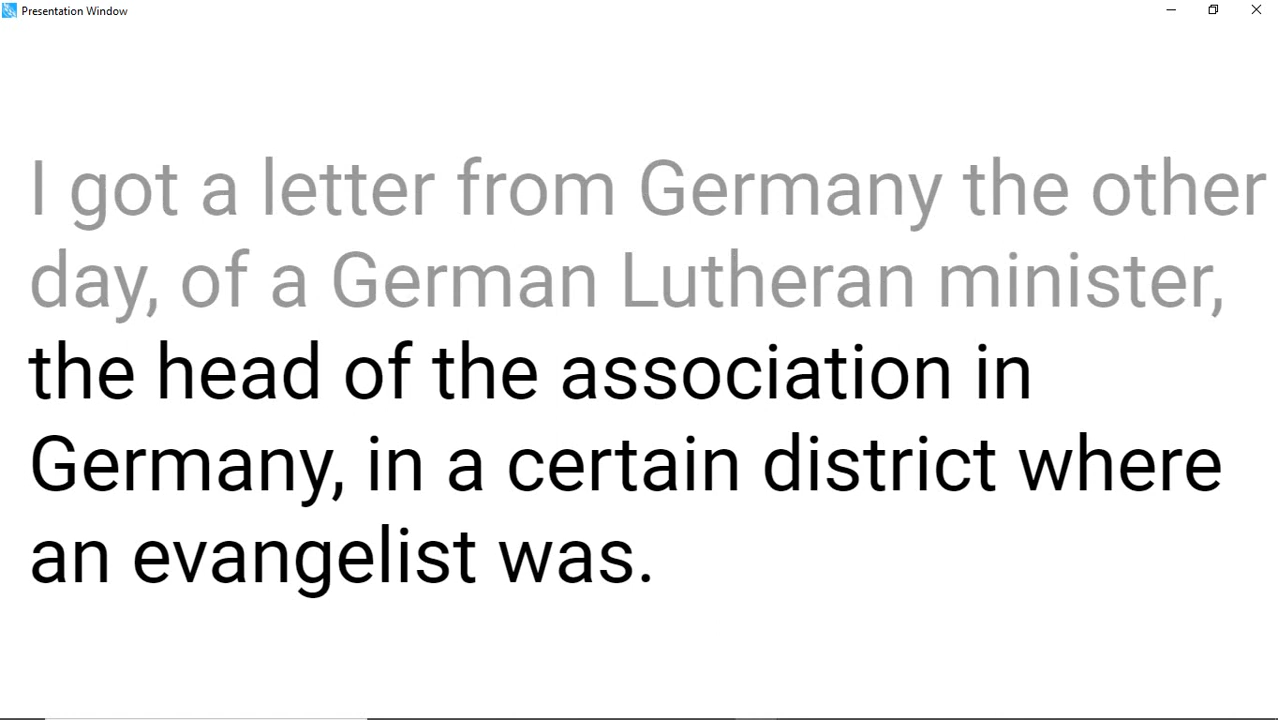 Presentation Window
I got a letter from Germany the other
day, of a German Lutheran minister,
the head of the association in
Germany, in a certain district where
an evangelist was.